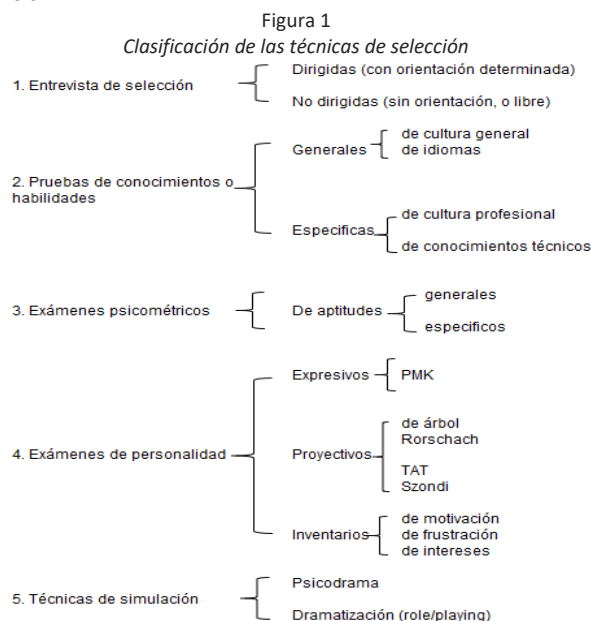 Figura 1
Clasificación de las técnicas de selección
1. Entrevista de selección
Dirigidas (con orientación determinada)
No dirigidas (sin orientación, o libre)
2. Pruebas de conocimientos o
habilidades
Generales
de cultura general
de idiomas
Especificas
de cultura profesional
de conocimientos técnicos
3. Exámenes psicométricos
De aptitudes
generales
especificos
4. Exámenes de personalidad
Expresivos
PMK
Proyectivos
de árbol
Rorschach
TAT
Szondi
Inventarios
de motivación
de frustración
de intereses
5. Técnicas de simulación
Psicodrama
Dramatización (role/playing)